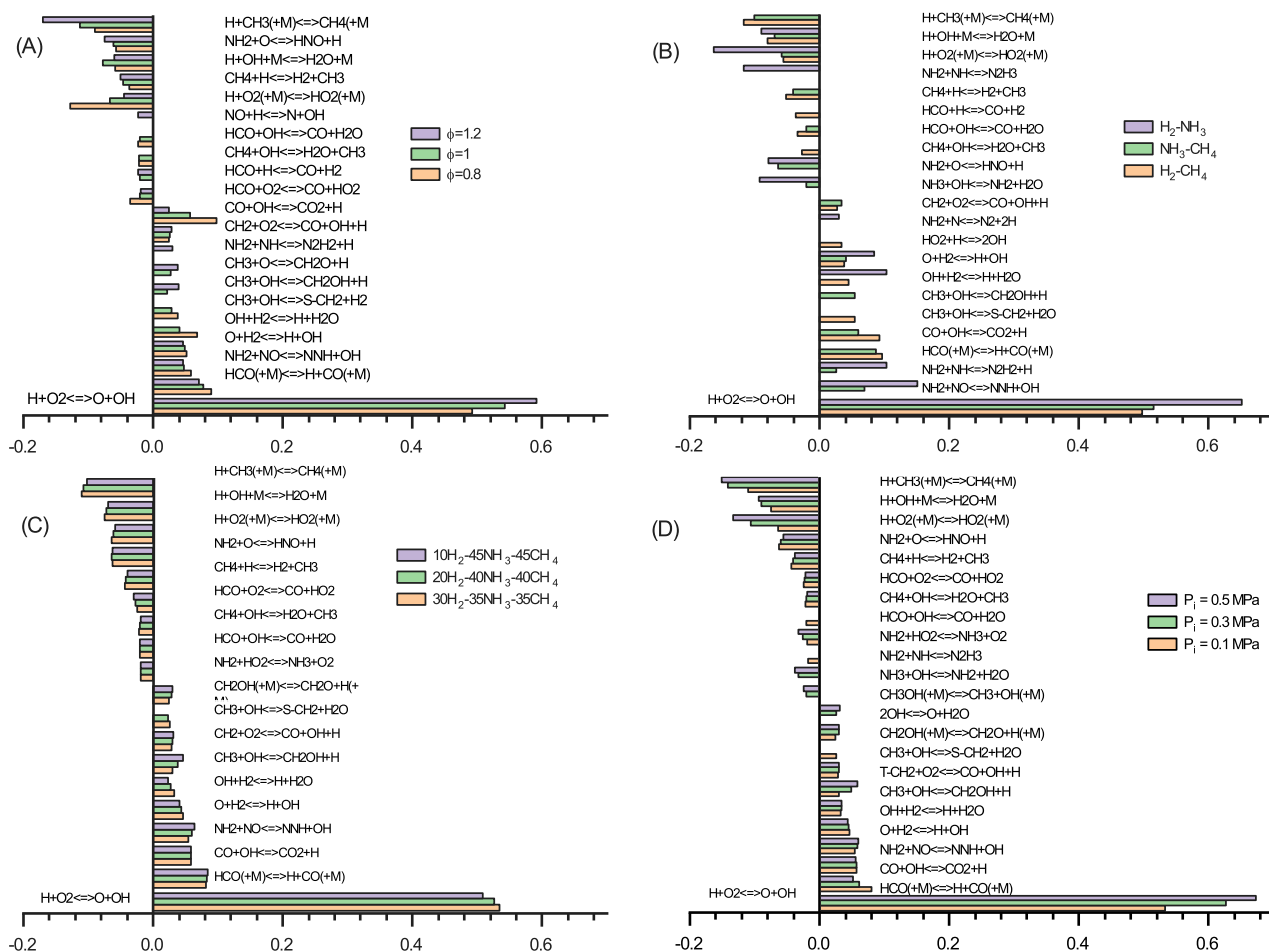 (A)
H+CH3(+M)<=>CH4(+M
NH2+O<=>HNO+H
H+OH+M<=>H2O+M
CH4+H<=>H2+CH3
H+O2(+M)<=>HO2(+M)
NO+H<=>N+OH
HCO+OH<=>CO+H2O
CH4+OH<=>H2O+CH3
HCO+H<=>CO+H2
HCO+O2<=>CO+HO2
CO+OH<=>CO2+H
CH2+O2<=>CO+OH+H
NH2+NH<=>N2H2+H
CH3+O<=>CH2O+H
CH3+OH<=>CH2OH+H
CH3+OH<=>S-CH2+H2
OH+H2<=>H+H2O
O+H2<=>H+OH
NH2+NO<=>NNH+OH
HCO(+M)<=>H+CO(+M)
H+O2<=>O+OH
ϕ=1.2
ϕ=1
ϕ=0.8
-0.2 0.0 0.2 0.4 0.6
(B)
H+CH3(+M)<=>CH4(+M)
H+OH+M<=>H2O+M
H+O2(+M)<=>HO2(+M)
NH2+NH<=>N2H3
CH4+H<=>H2+CH3
HCO+H<=>CO+H2
HCO+OH<=>CO+H2O
CH4+OH<=>H2O+CH3
NH2+O<=>HNO+H
NH3+OH<=>NH2+H2O
CH2+O2<=>CO+OH+H
NH2+N<=>N2+2H
HO2+H<=>2OH
O+H2<=>H+OH
OH+H2<=>H+H2O
CH3+OH<=>CH2OH+H
CH3+OH<=>S-CH2+H2O
CO+OH<=>CO2+H
HCO(+M)<=>H+CO(+M)
NH2+NH<=>N2H2+H
NH2+NO<=>NNH+OH
H+O2<=>O+OH
H₂-NH₃
NH₃-CH₄
H₂-CH₄
-0.2 0.0 0.2 0.4 0.6
(C)
H+CH3(+M)<=>CH4(+M)
H+OH+M<=>H2O+M
H+O2(+M)<=>HO2(+M)
NH2+O<=>HNO+H
CH4+H<=>H2+CH3
HCO+O2<=>CO+HO2
CH4+OH<=>H2O+CH3
HCO+OH<=>CO+H2O
NH2+HO2<=>NH3+O2
CH2OH(+M)<=>CH2O+H(+
CH3+OH<=>S-CH2+H2O
CH2+O2<=>CO+OH+H
CH3+OH<=>CH2OH+H
OH+H2<=>H+H2O
O+H2<=>H+OH
NH2+NO<=>NNH+OH
CO+OH<=>CO2+H
HCO(+M)<=>H+CO(+M)
H+O2<=>O+OH
10H₂-45NH₃-45CH₄
20H₂-40NH₃-40CH₄
30H₂-35NH₃-35CH₄
-0.2 0.0 0.2 0.4 0.6
(D)
H+CH3(+M)<=>CH4(+M)
H+OH+M<=>H2O+M
H+O2(+M)<=>HO2(+M)
NH2+O<=>HNO+H
CH4+H<=>H2+CH3
HCO+O2<=>CO+HO2
CH4+OH<=>H2O+CH3
HCO+OH<=>CO+H2O
NH2+HO2<=>NH3+O2
NH2+NH<=>N2H3
NH3+OH<=>NH2+H2O
CH3OH(+M)<=>CH3+OH(+M)
2OH<=>O+H2O
CH2OH(+M)<=>CH2O+H(+M)
CH3+OH<=>S-CH2+H2O
T-CH2+O2<=>CO+OH+H
CH3+OH<=>CH2OH+H
OH+H2<=>H+H2O
O+H2<=>H+OH
NH2+NO<=>NNH+OH
CO+OH<=>CO2+H
HCO(+M)<=>H+CO(+M)
H+O2<=>O+OH
Pᵢ = 0.5 MPa
Pᵢ = 0.3 MPa
Pᵢ = 0.1 MPa
-0.2 0.0 0.2 0.4 0.6